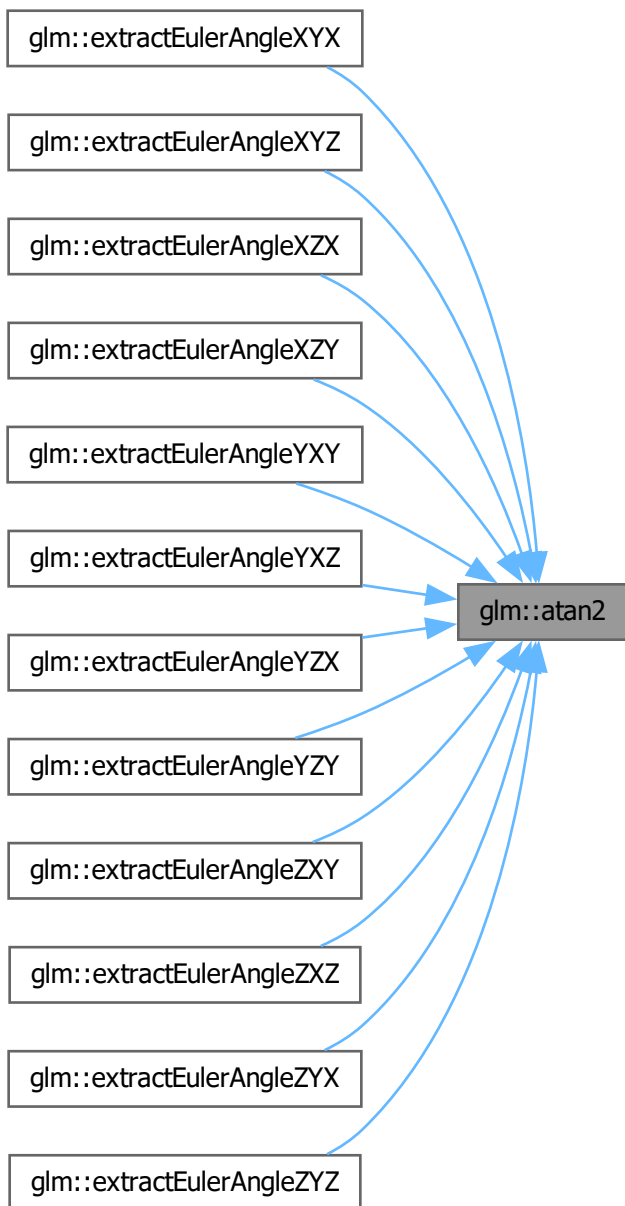 glm::extractEulerAngleXYX
glm::extractEulerAngleXYZ
glm::extractEulerAngleXZX
glm::extractEulerAngleXZY
glm::extractEulerAngleYXY
glm::extractEulerAngleYXZ
glm::atan2
glm::extractEulerAngleYZX
glm::extractEulerAngleYZY
glm::extractEulerAngleZXY
glm::extractEulerAngleZXZ
glm::extractEulerAngleZYX
glm::extractEulerAngleZYZ